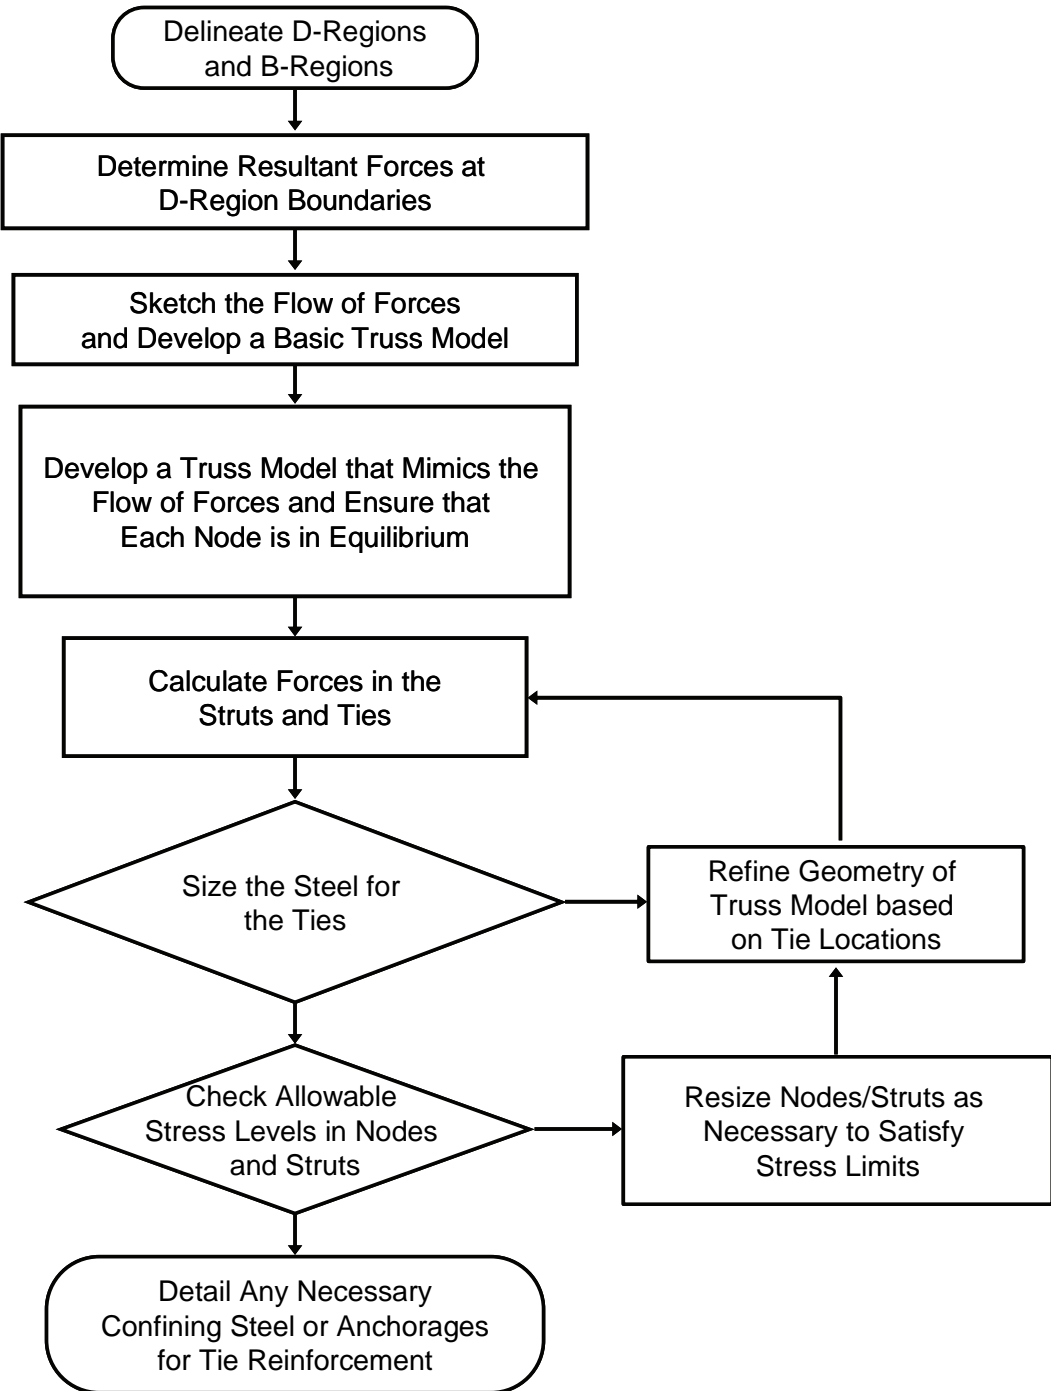 Delineate D-Regions
and B-Regions
Determine Resultant Forces at
D-Region Boundaries
Sketch the Flow of Forces
and Develop a Basic Truss Model
Develop a Truss Model that Mimics the
Flow of Forces and Ensure that
Each Node is in Equilibrium
Calculate Forces in the
Struts and Ties
Size the Steel for
the Ties
Refine Geometry of
Truss Model based
on Tie Locations
Check Allowable
Stress Levels in Nodes
and Struts
Resize Nodes/Struts as
Necessary to Satisfy
Stress Limits
Detail Any Necessary
Confining Steel or Anchorages
for Tie Reinforcement